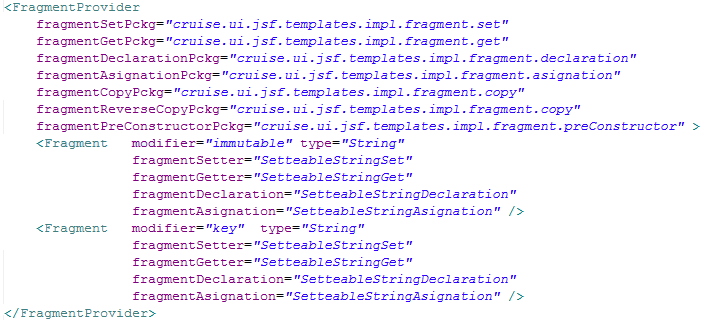 <FragmentProvider
fragmentSetPckg="cruise.ui.jsf.templates.impl.fragment.set"
fragmentGetPckg="cruise.ui.jsf.templates.impl.fragment.get"
fragmentDeclarationPckg="cruise.ui.jsf.templates.impl.fragment.declaration"
fragmentAsignationPckg="cruise.ui.jsf.templates.impl.fragment.asignation"
fragmentCopyPckg="cruise.ui.jsf.templates.impl.fragment.copy"
fragmentReverseCopyPckg="cruise.ui.jsf.templates.impl.fragment.copy"
fragmentPreConstructorPckg="cruise.ui.jsf.templates.impl.fragment.preConstructor" >
<Fragment modifier="immutable" type="String"
fragmentSetter="SetteableStringSet"
fragmentGetter="SetteableStringGet"
fragmentDeclaration="SetteableStringDeclaration"
fragmentAsignation="SetteableStringAsignation" />
<Fragment modifier="key" type="String"
fragmentSetter="SetteableStringSet"
fragmentGetter="SetteableStringGet"
fragmentDeclaration="SetteableStringDeclaration"
fragmentAsignation="SetteableStringAsignation" />
</FragmentProvider>